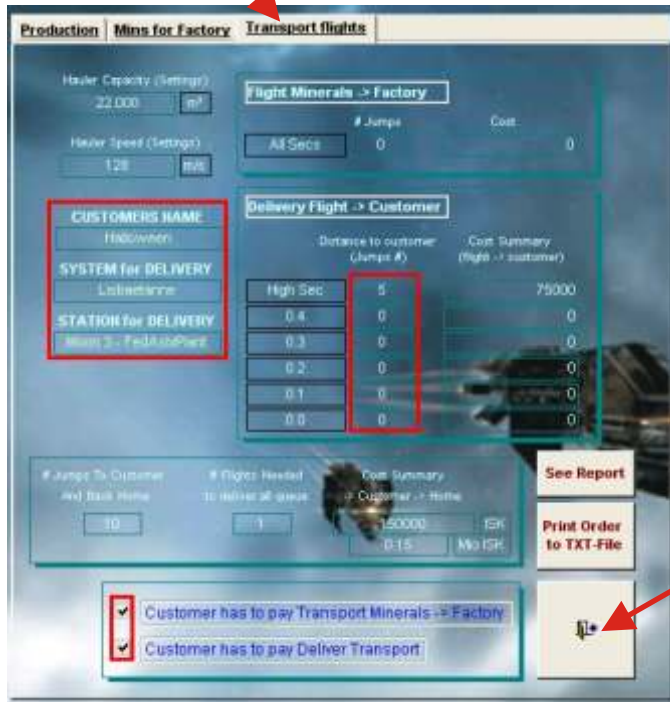 Production Mins for Factory Transport flights
Hauler Capacity (Settings)
22.000 m³
Hauler Speed (Settings)
128 m/s
Flight Minerals -> Factory
# Jumps Cost
All Secs 0 0
CUSTOMERS NAME
Halloween
SYSTEM for DELIVERY
STATION for DELIVERY
Moon 3 -
Delivery Flight -> Customer
Distance to customer Cost Summary
(Jumps #) (flight -> customer)
High Sec 5 75000
0.4 0 0
0.3 0 0
0.2 0 0
0.1 0 0
0.0 0 0
# Jumps To Customer # Flights Needed Cost Summary
And Back Home to deliver all queue -> Customer -> Home
10 1 150000 ISK
0.15 Mio ISK
See Report
Print Order
to TXT-File
Customer has to pay Transport Minerals -> Factory
Customer has to pay Deliver Transport